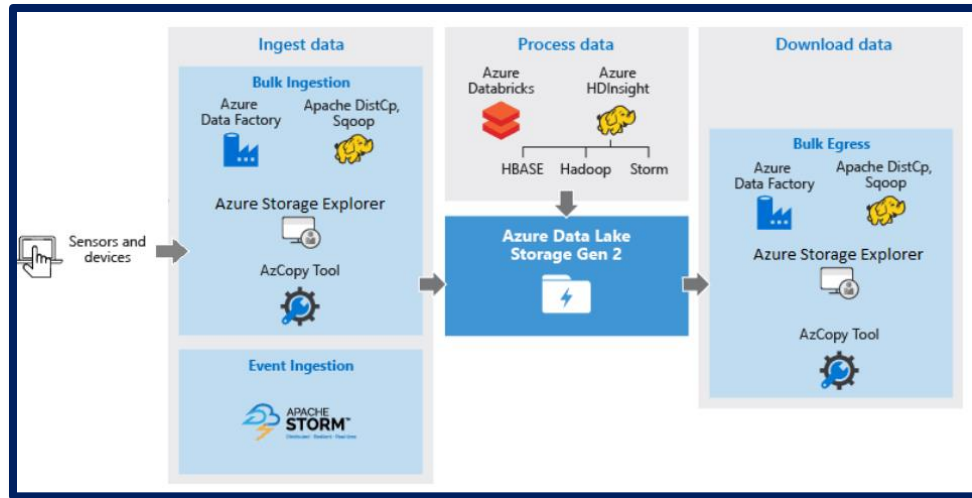 Ingest data
Bulk Ingestion
Azure
Data Factory
Apache DistCp,
Sqoop
Azure Storage Explorer
AzCopy Tool
Event Ingestion
APACHE
STORM™
Sensors and
devices
Process data
Azure
Databricks
Azure
HDInsight
HBASE
Hadoop
Storm
Azure Data Lake
Storage Gen 2
Download data
Bulk Egress
Azure
Data Factory
Apache DistCp,
Sqoop
Azure Storage Explorer
AzCopy Tool